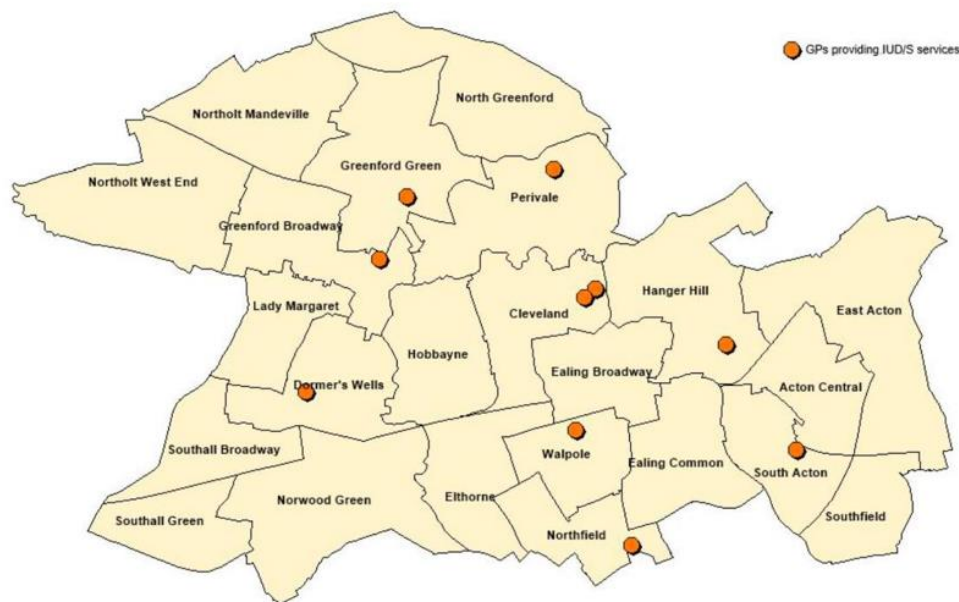 GPs providing IUD/S services
North Greenford
Northolt Mandeville
Greenford Green
Northolt West End
Perivale
Greenford Broadway
Hanger Hill
Lady Margaret
East Acton
Cleveland
Hobbayne
Ealing Broadway
Dormer's Wells
Acton Central
Southall Broadway
Walpole
Ealing Common
South Acton
Norwood Green
Elthorne
Southfield
Southall Green
Northfield